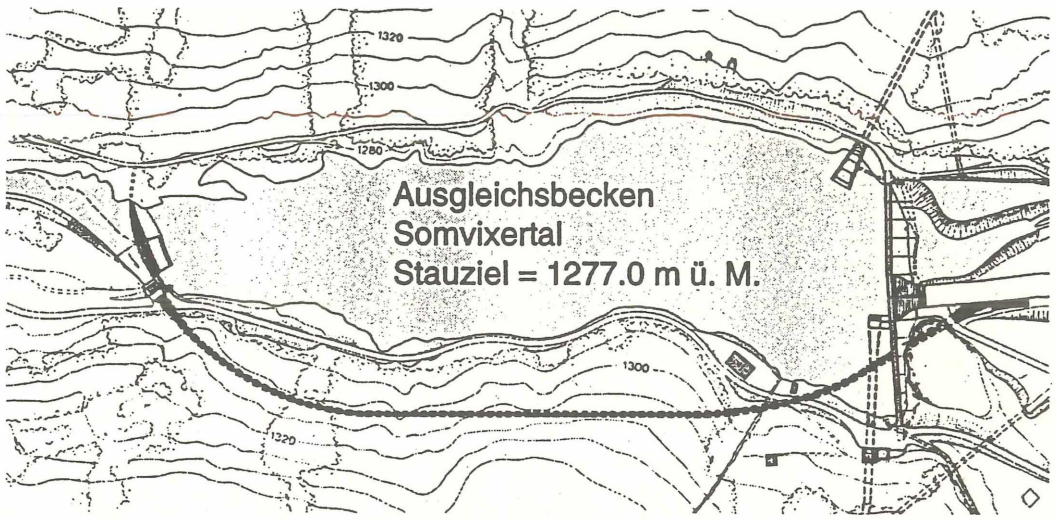 1320
1300
1280
Ausgleichsbecken
Somvixertal
Stauziel = 1277.0 m ü. M.
1300
1320